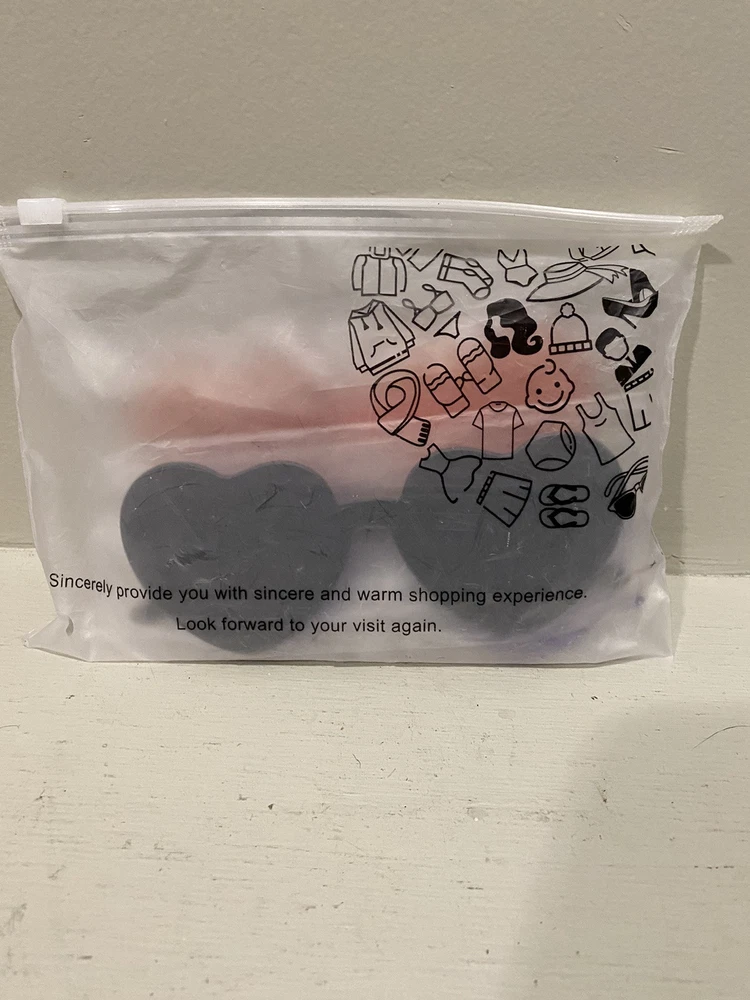 Sincerely provide you with sincere and warm shopping experience.
Look forward to your visit again.